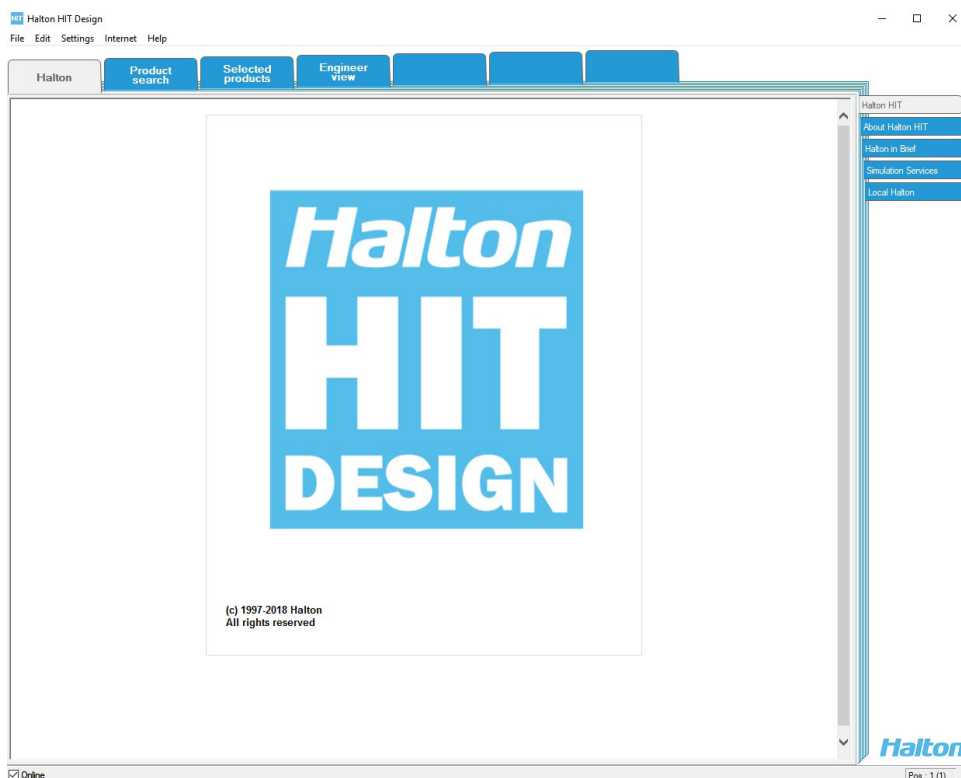 HIT Halton HIT Design
File Edit Settings Internet Help
Halton
Product
search
Selected
products
Engineer
view
Halton HIT
About Halton HIT
Halton in Brief
Simulation Services
Local Halton
Halton
HIT
DESIGN
(c) 1997-2018 Halton
All rights reserved
Halton
Online
Pos.: 1 (1)